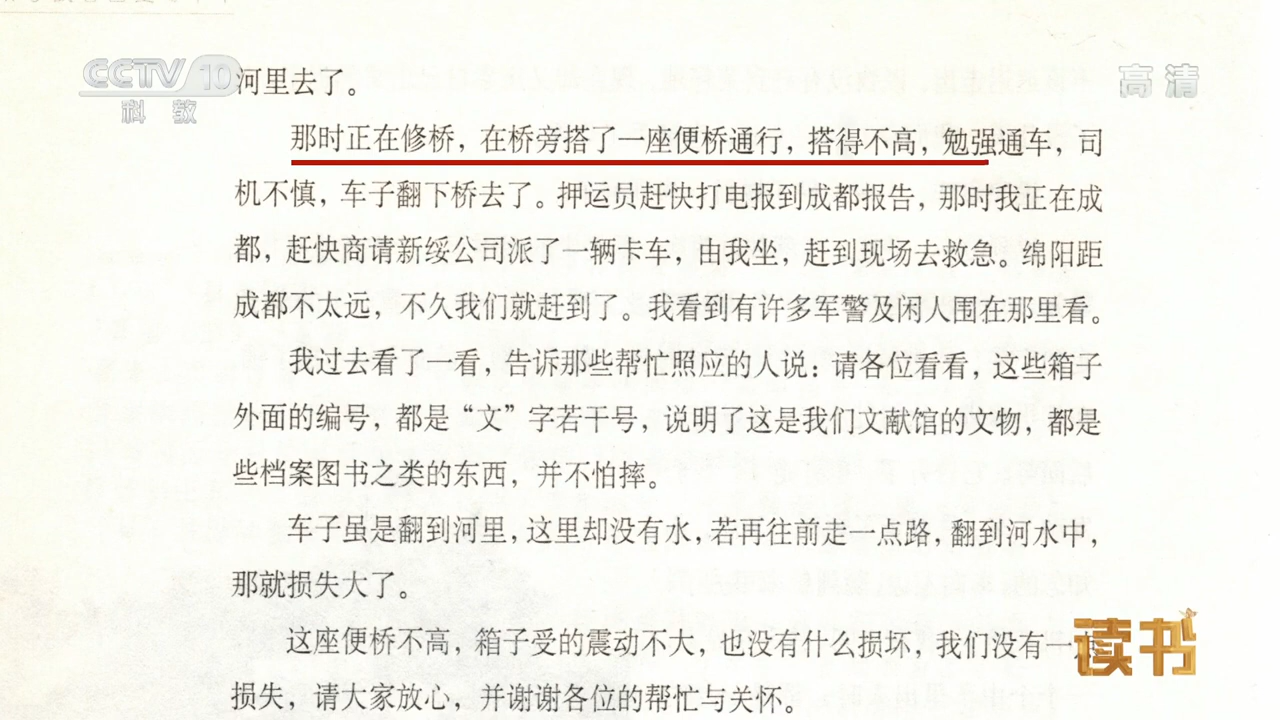 CCTV 10
科教
高清
河里去了。
那时正在修桥，在桥旁搭了一座便桥通行，搭得不高，勉强通车，司
机不慎，车子翻下桥去了。押运员赶快打电报到成都报告，那时我正在成
都，赶快商请新绥公司派了一辆卡车，由我坐，赶到现场去救急。绵阳距
成都不太远，不久我们就赶到了。我看到有许多军警及闲人围在那里看。
我过去看了一看，告诉那些帮忙照应的人说：请各位看看，这些箱子
外面的编号，都是“文”字若干号，说明了这是我们文献馆的文物，都是
些档案图书之类的东西，并不怕摔。
车子虽是翻到河里，这里却没有水，若再往前走一点路，翻到河水中，
那就损失大了。
这座便桥不高，箱子受的震动不大，也没有什么损坏，我们没有一
损失，请大家放心，并谢谢各位的帮忙与关怀。
读书